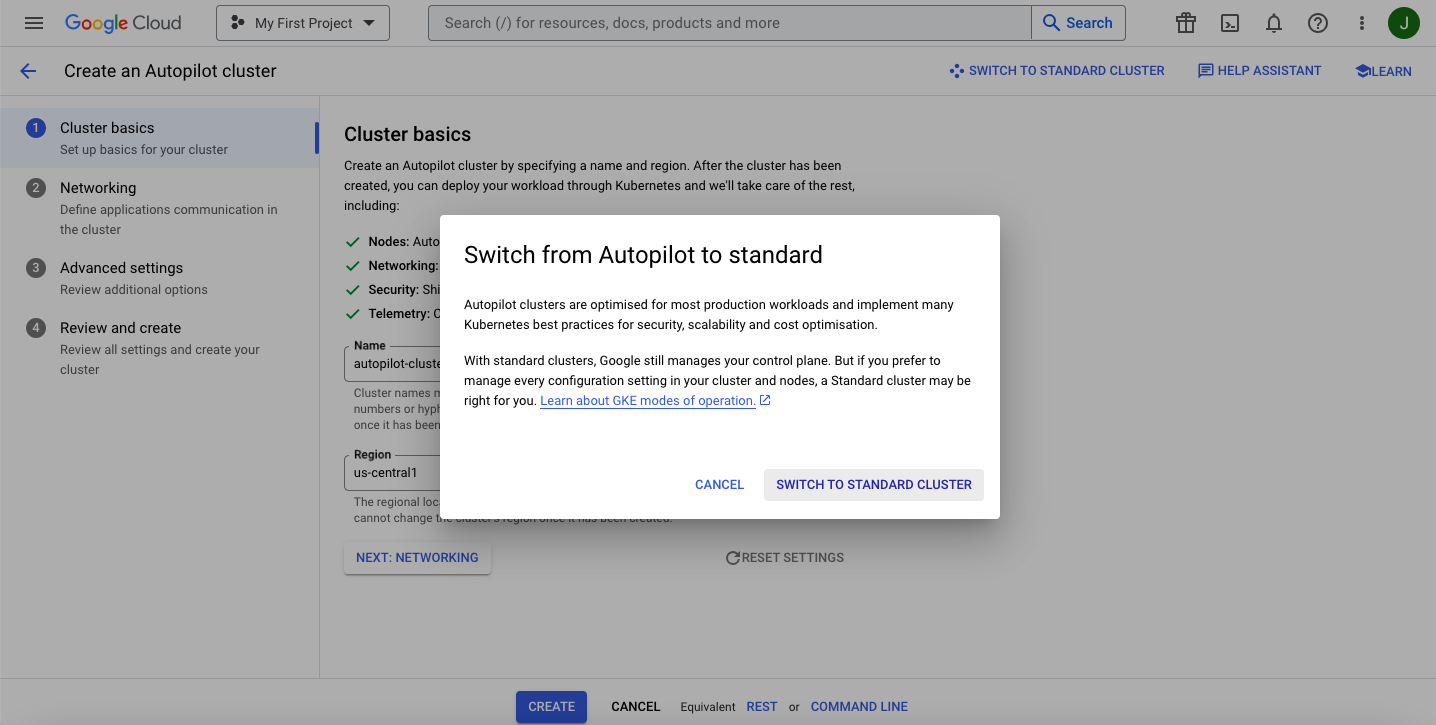 Google Cloud
My First Project
Search (/) for resources, docs, products and more
Search
J
Create an Autopilot cluster
SWITCH TO STANDARD CLUSTER
HELP ASSISTANT
LEARN
1
Cluster basics
Set up basics for your cluster
2
Networking
Define applications communication in
the cluster
3
Advanced settings
Review additional options
4
Review and create
Review all settings and create your
cluster
Cluster basics
Create an Autopilot cluster by specifying a name and region. After the cluster has been
created, you can deploy your workload through Kubernetes and we'll take care of the rest,
including:
Nodes: Auto
Networking:
Security: Shi
Telemetry:
Name
autopilot-cluste
Cluster names m
numbers or hyph
once it has been
Region
us-central1
The regional loca
cannot change the cluster's region once it has been created.
NEXT: NETWORKING
RESET SETTINGS
Switch from Autopilot to standard
Autopilot clusters are optimised for most production workloads and implement many
Kubernetes best practices for security, scalability and cost optimisation.
With standard clusters, Google still manages your control plane. But if you prefer to
manage every configuration setting in your cluster and nodes, a Standard cluster may be
right for you. Learn about GKE modes of operation.
CANCEL
SWITCH TO STANDARD CLUSTER
CREATE
CANCEL
Equivalent REST or COMMAND LINE